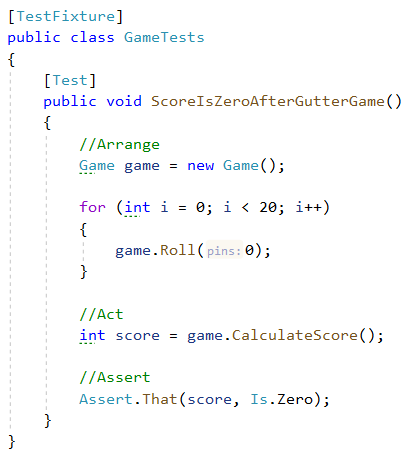 [TestFixture]
public class GameTests
{
[Test]
public void ScoreIsZeroAfterGutterGame()
{
//Arrange
Game game = new Game();
for (int i = 0; i < 20; i++)
{
game.Roll(pins:0);
}
//Act
int score = game.CalculateScore();
//Assert
Assert.That(score, Is.Zero);
}
}